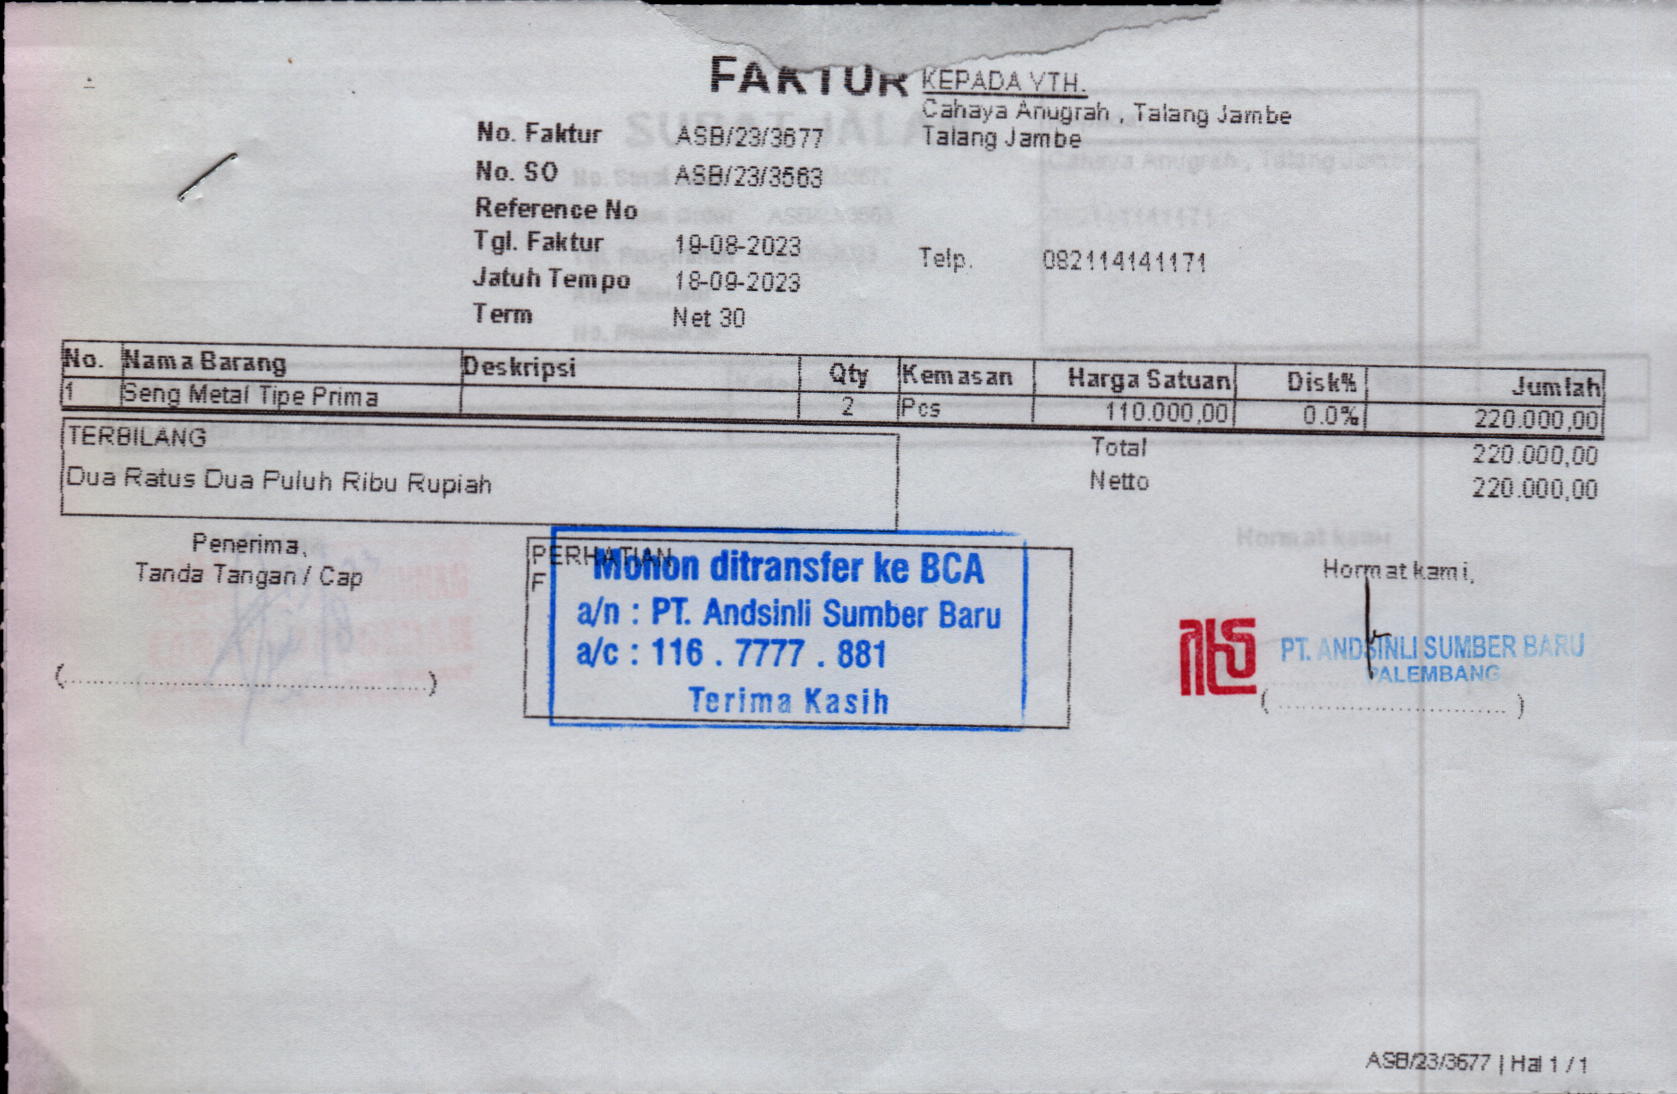 FAKTUR
KEPADA YTH.
Cahaya Anugrah , Talang Jambe
Talang Jambe
No. Faktur ASB/23/3677
No. SO ASB/23/3563
Reference No
Tgl. Faktur 19-08-2023
Telp. 082114141171
Jatuh Tempo 18-09-2023
Term Net 30
No. Nama Barang Deskripsi Qty Kemasan Harga Satuan Disk% Jumlah
1 Seng Metal Tipe Prima 2 Pcs 110.000,00 0.0% 220.000,00
TERBILANG
Total 220.000,00
Dua Ratus Dua Puluh Ribu Rupiah
Netto 220.000,00
Penerima,
Tanda Tangan / Cap
PERHATIAN
F
Mohon ditransfer ke BCA
a/n : PT. Andsinli Sumber Baru
a/c : 116 . 7777 . 881
Terima Kasih
Hormat kami,
PT. ANDSINLI SUMBER BARU
PALEMBANG
ASB/23/3677 | Hal 1 / 1